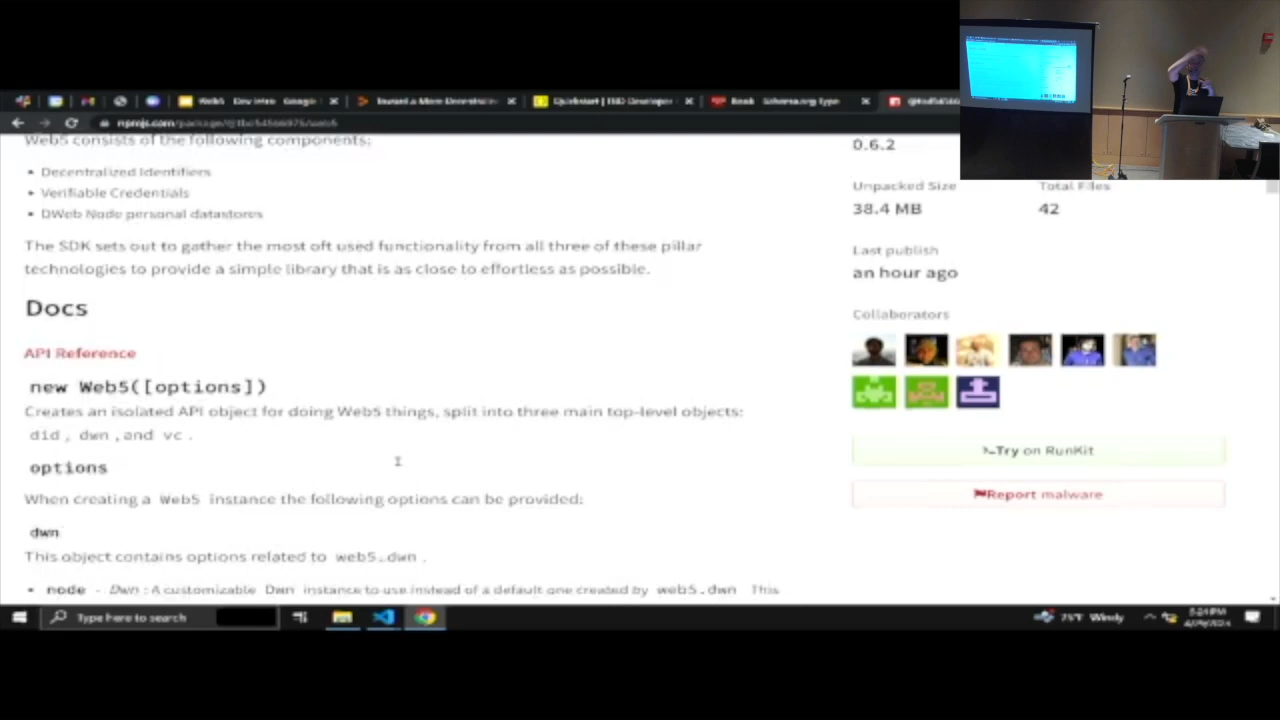 Web5 consists of the following components:
Decentralized Identifiers
Verifiable Credentials
DWeb Node personal datastores
The SDK sets out to gather the most oft used functionality from all three of these pillar
technologies to provide a simple library that is as close to effortless as possible.
Docs
API Reference
new Web5([options])
Creates an isolated API object for doing Web5 things, split into three main top-level objects:
did, dwn, and vc.
options
When creating a Web5 instance the following options can be provided:
dwn
This object contains options related to web5.dwn.
node - Dwn: A customizable Dwn instance to use instead of a default one created by web5.dwn This
0.6.2
Unpacked Size
38.4 MB
Total Files
42
Last publish
an hour ago
Collaborators
Try on RunKit
Report malware
Type here to search
75°F Windy